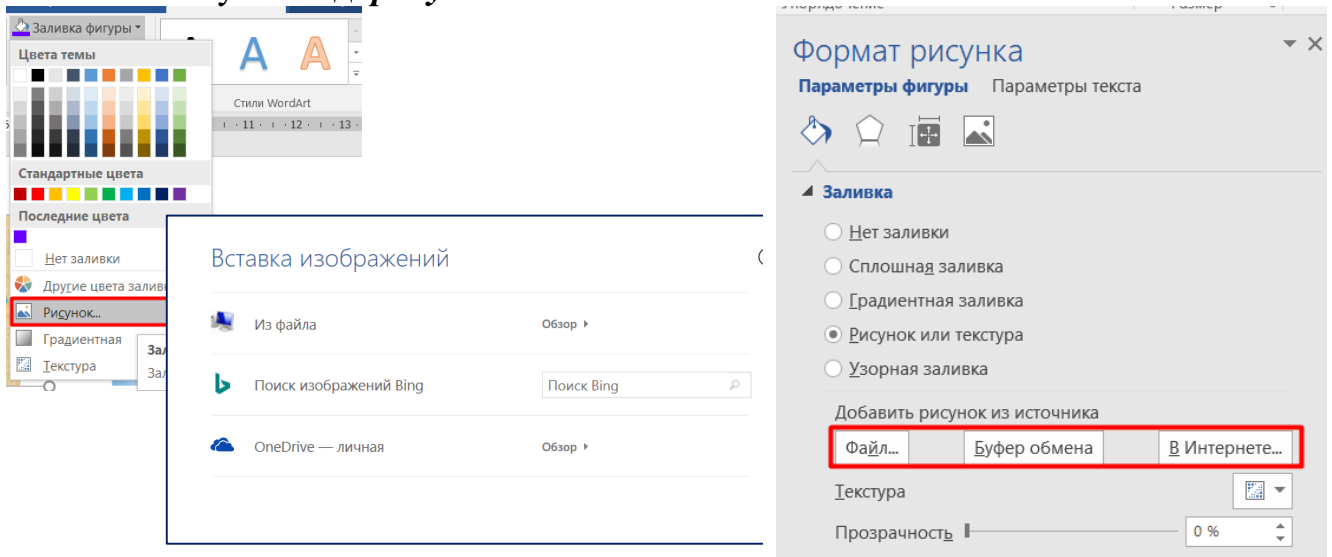 Заливка фигуры
Цвета темы
Стандартные цвета
Последние цвета
Нет заливки
Другие цвета заливк
Рисунок...
Градиентная
Текстура
Зал
Зал
А А
Стили WordArt
11 · 12 · 13
Вставка изображений
Из файла Обзор
Поиск изображений Bing Поиск Bing
OneDrive — личная Обзор
Формат рисунка
Параметры фигуры Параметры текста
Заливка
Нет заливки
Сплошная заливка
Градиентная заливка
Рисунок или текстура
Узорная заливка
Добавить рисунок из источника
Файл... Буфер обмена В Интернете...
Текстура
Прозрачность 0 %